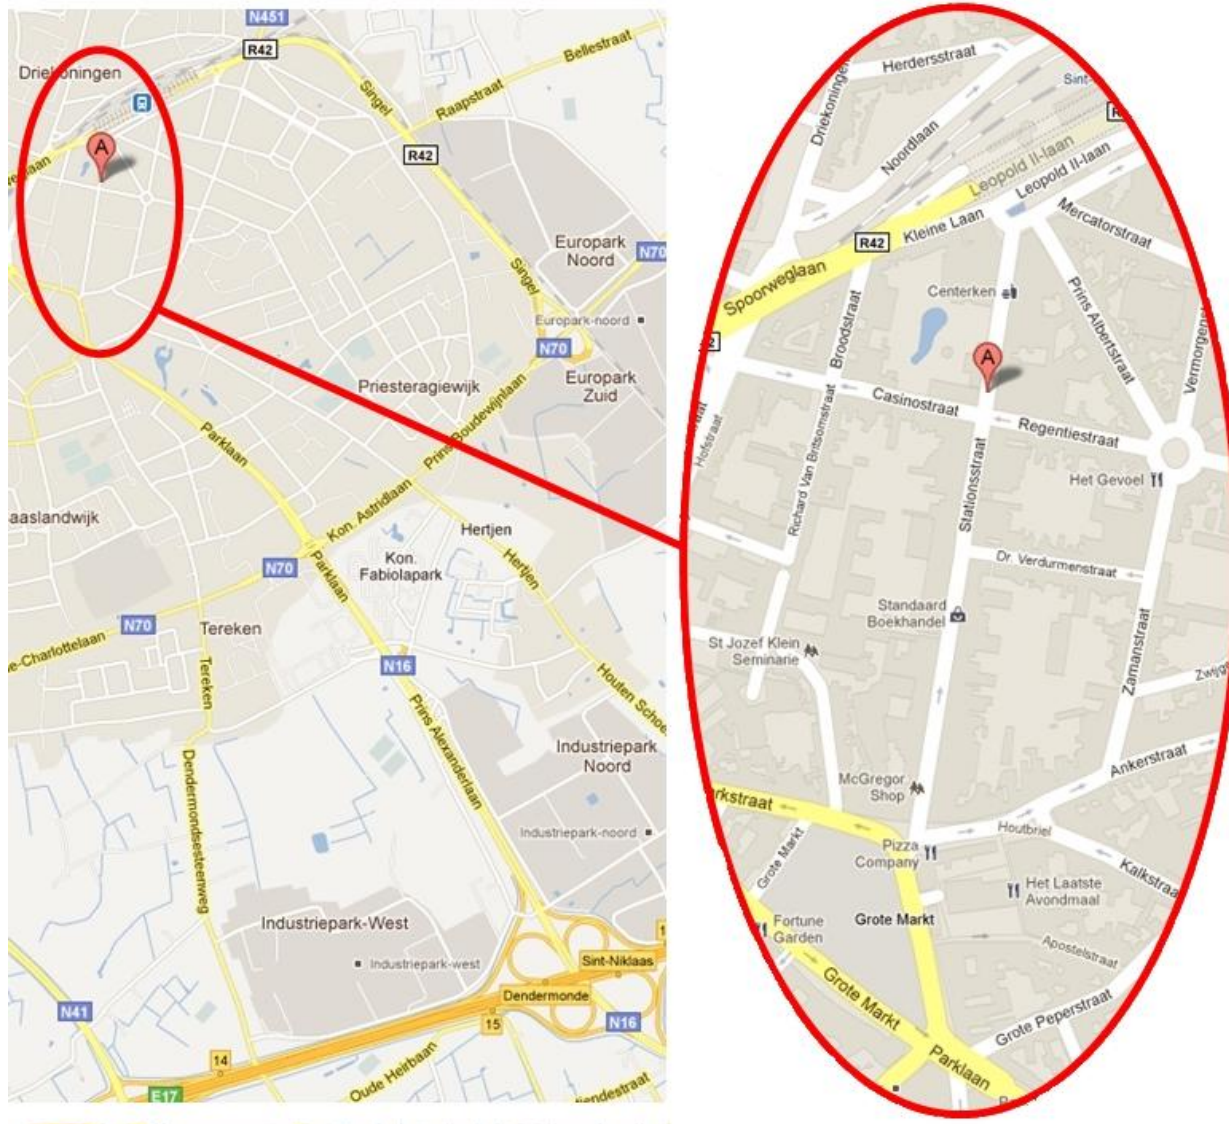 N451
R42
Bellestraat
Driekoningen
Singel
Raapstraat
A
R42
Europark
Noord
N70
Singel
Europark-noord
N70
Europark
Zuid
Priesteragiewijk
Prins Boudewijnlaan
Parklaan
aaslandwijk
Kon. Astridlaan
Hertjen
Kon.
Fabiolapark
Hertjen
N70
Parklaan
N70
Tereken
e-Charlottelaan
N16
Tereken
Houten Schoe
Prins Alexanderlaan
Industriepark
Noord
Dendermondsesteenweg
Industriepark-noord
Industriepark-West
Industriepark-west
Sint-Niklaas
Dendermonde
N41
15
N16
14
Oude Heirbaan
E17
iendestraat
Herdersstraat
Driekoningen
Sint-
Noordlaan
Leopold II-laan
Leopold II-laan
Kleine Laan
R42
Mercatorstraat
Spoorweglaan
Centerken
Prins Albertstraat
Broodstraat
Vermorgenst
A
Casinostraat
Regentiestraat
Hofstraat
Richard Van Britsomstraat
Stationsstraat
Het Gevoel
Dr. Verdurmenstraat
Standaard
Boekhandel
St Jozef Klein
Seminarie
Zamanstraat
Zwijg
Ankerstraat
McGregor
Shop
rkstraat
Houtbriel
Pizza
Company
Grote Markt
Kalkstraa
Het Laatste
Avondmaal
Fortune
Garden
Grote Markt
Apostelstraat
Grote Markt
Grote Peperstraat
Parklaan